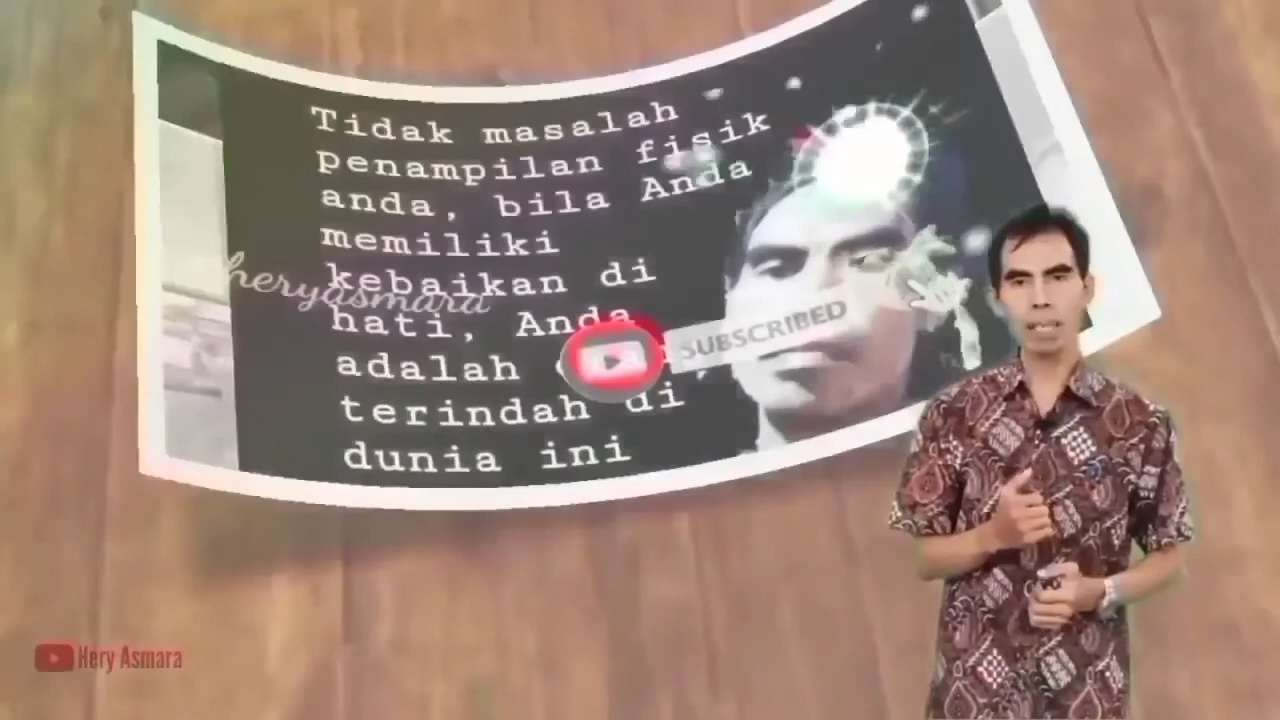 Tidak masalah
penampilan fisik
anda, bila Anda
memiliki
kebaikan di
heryasmara
hati, Anda
adalah
SUBSCRIBED
terindah di
dunia ini
Hery Asmara